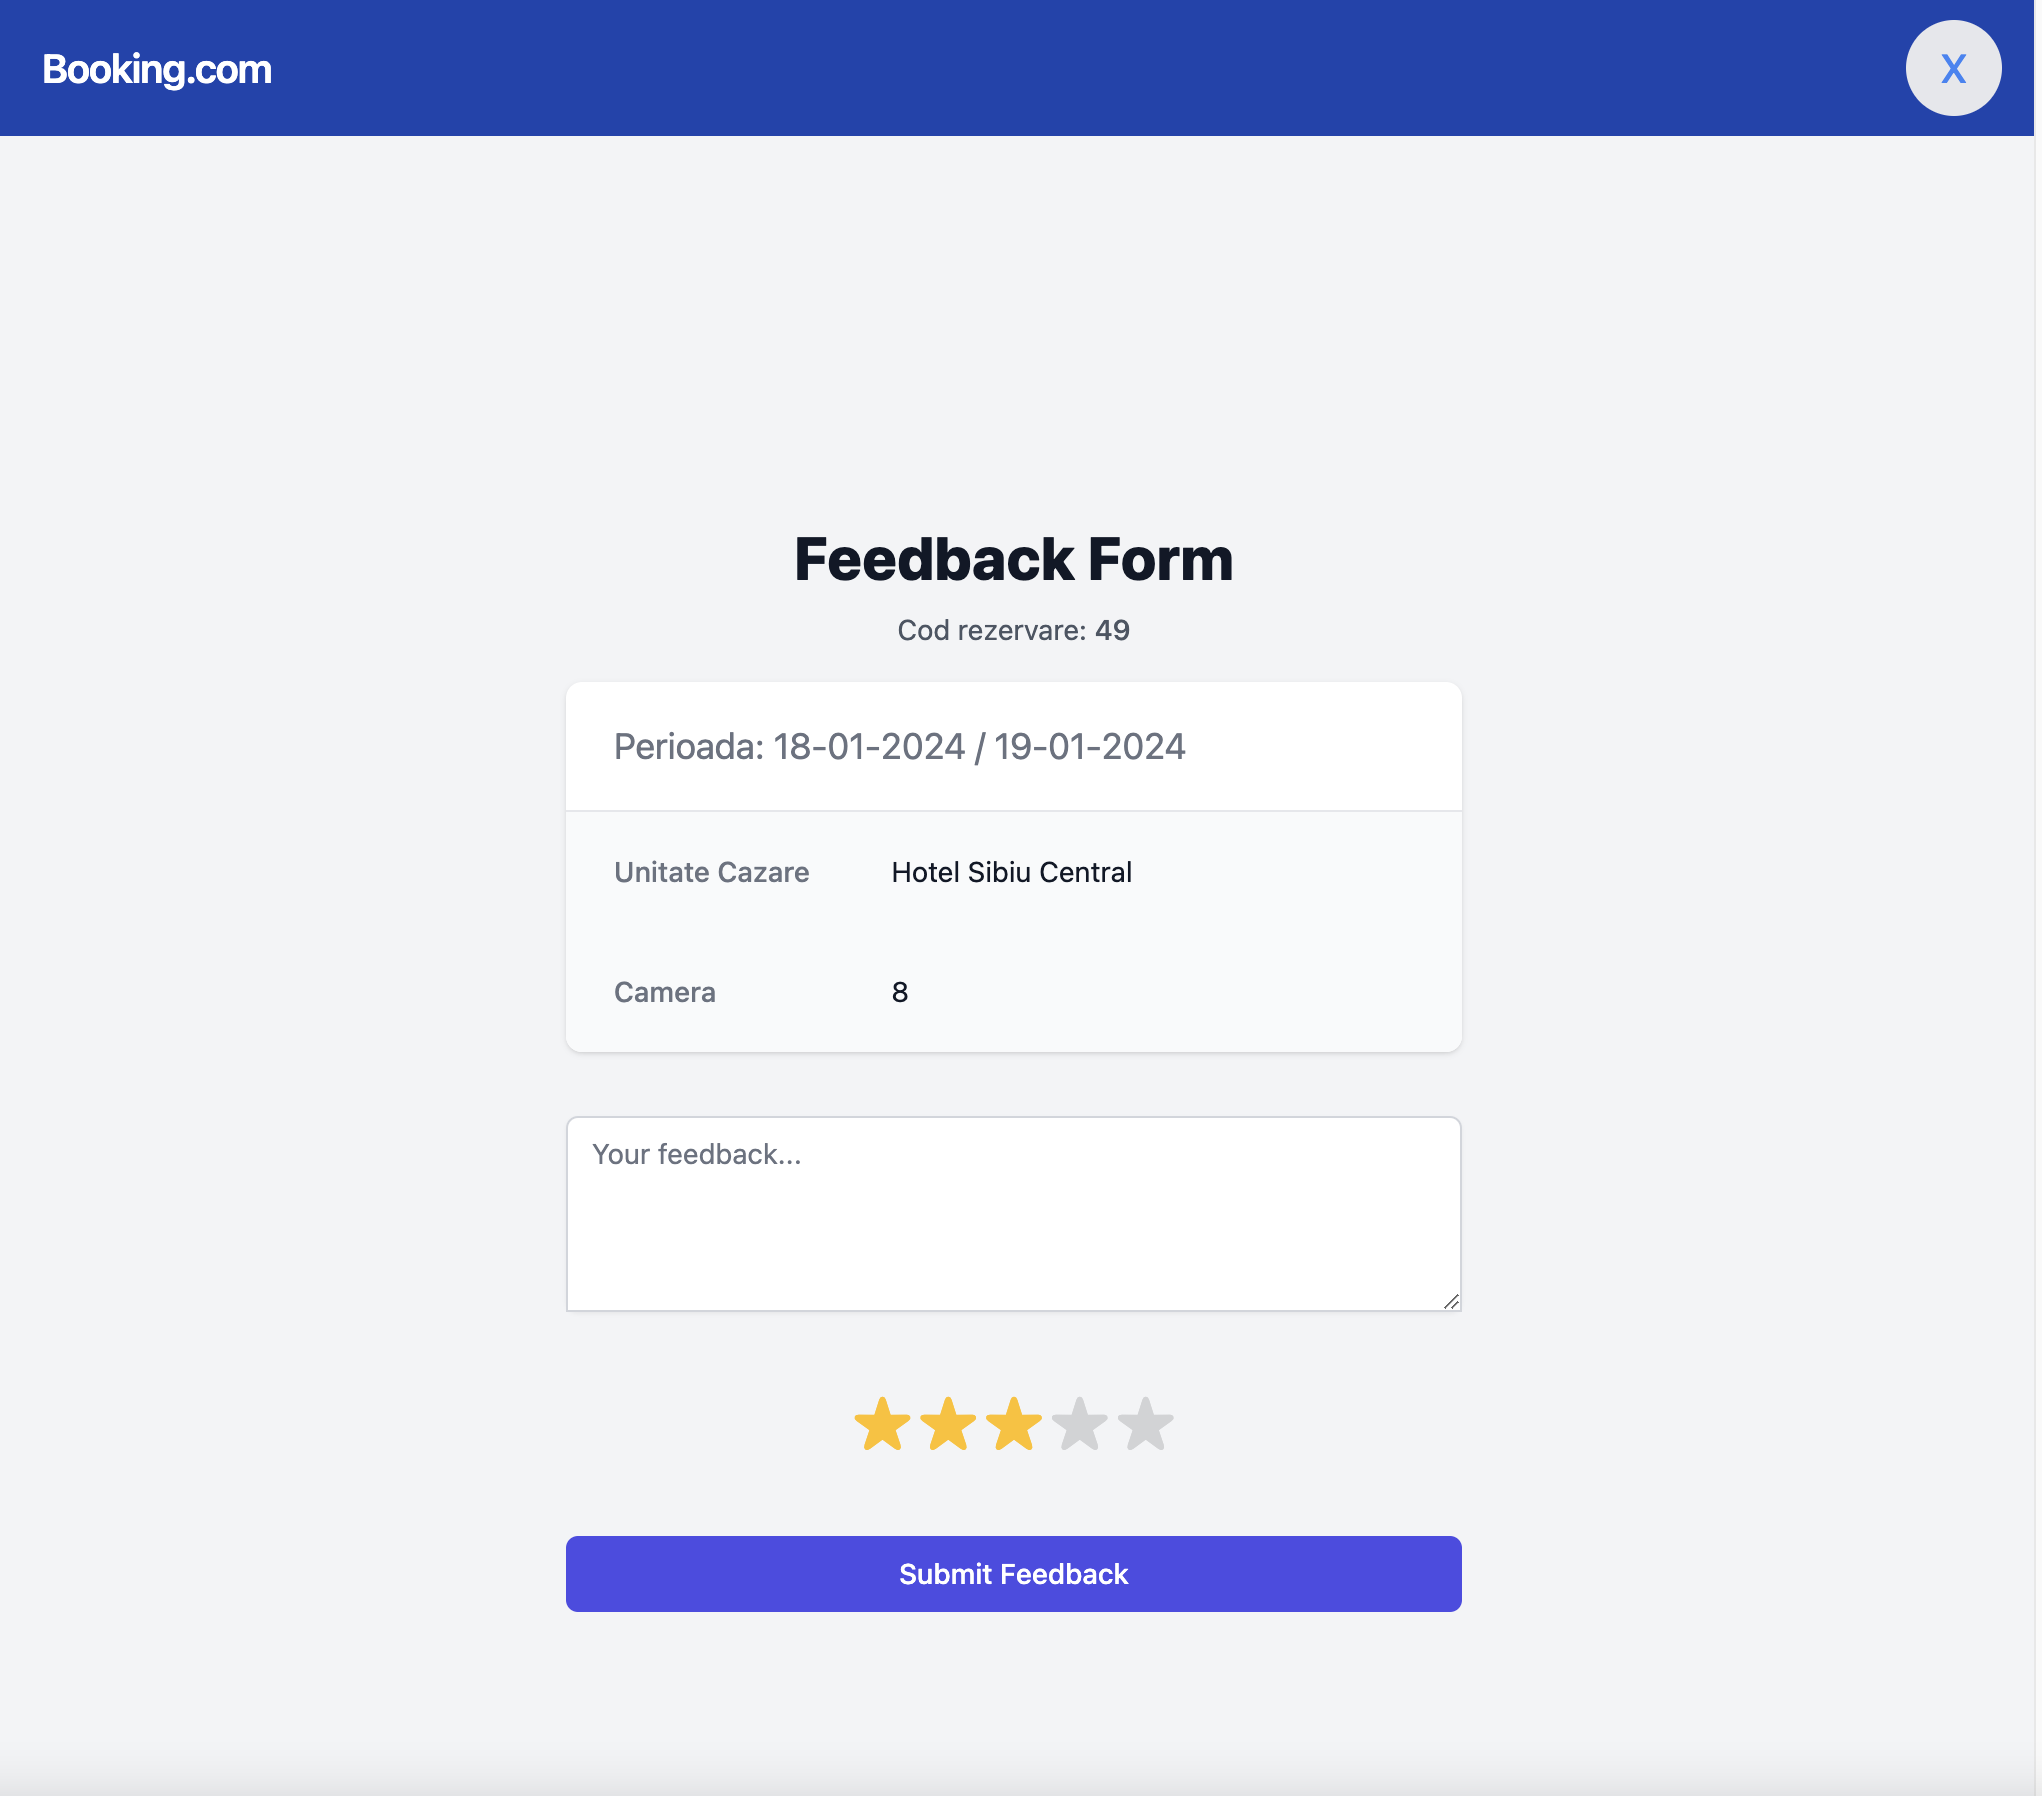 Booking.com
X
Feedback Form
Cod rezervare: 49
Perioada: 18-01-2024 / 19-01-2024
Unitate Cazare Hotel Sibiu Central
Camera 8
Your feedback...
Submit Feedback